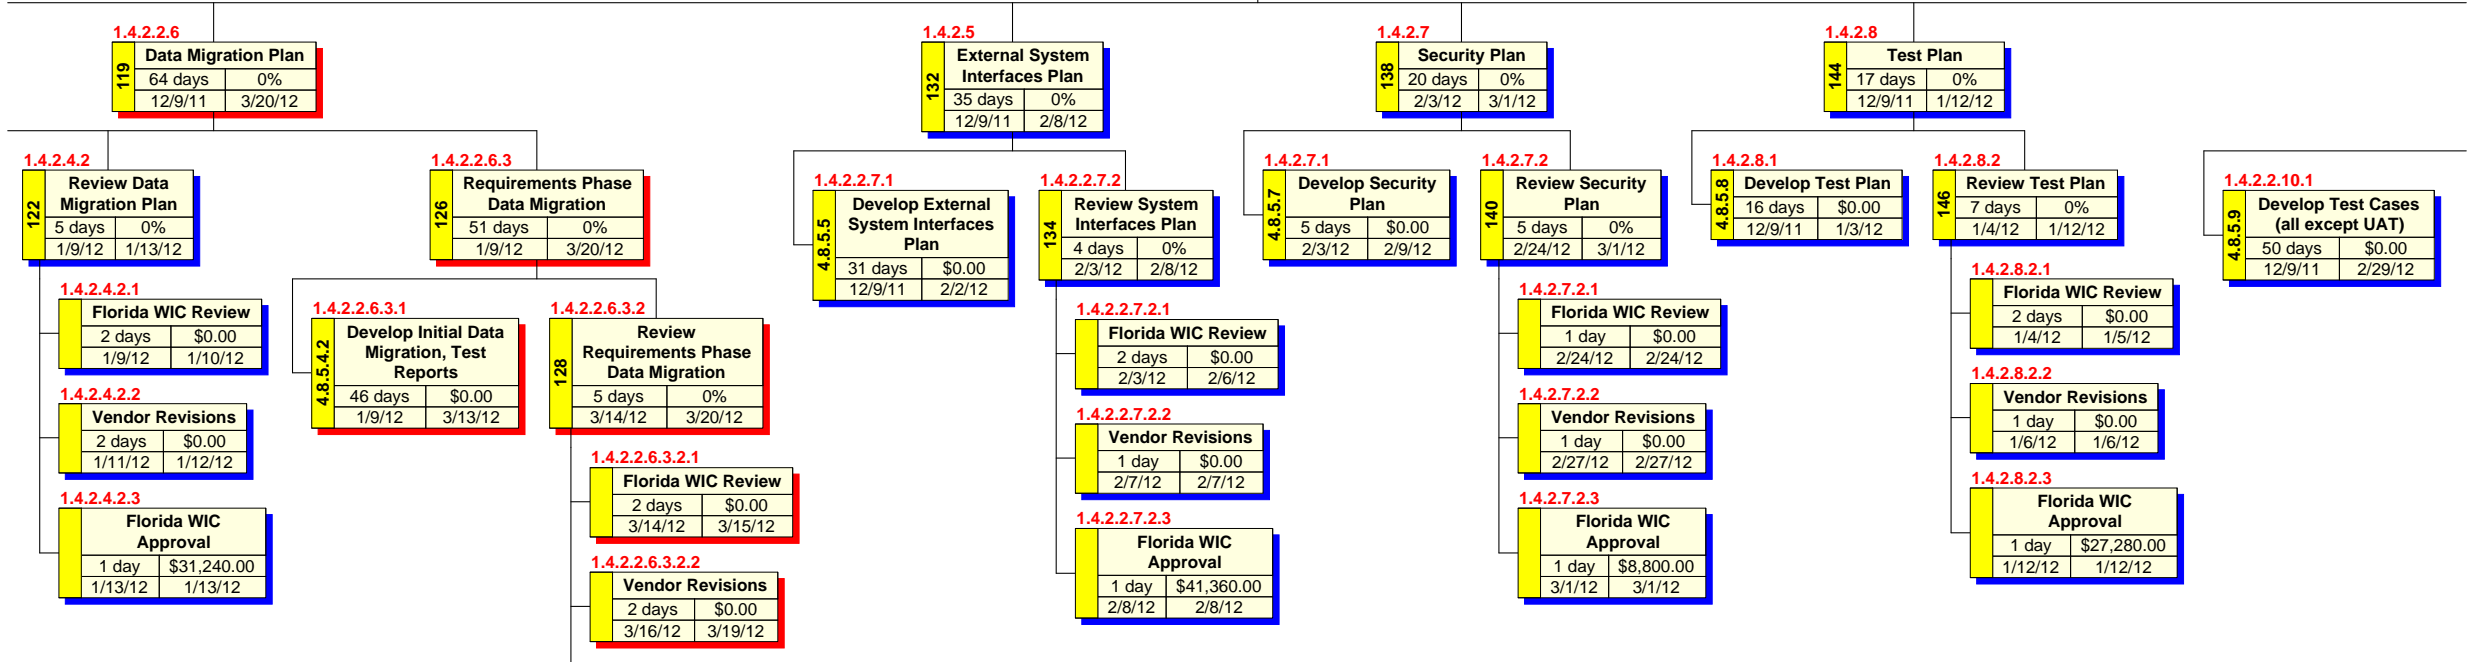 1.4.2.2.6
119
Data Migration Plan
64 days 0%
12/9/11 3/20/12
1.4.2.5
132
External System
Interfaces Plan
35 days 0%
12/9/11 2/8/12
1.4.2.7
138
Security Plan
20 days 0%
2/3/12 3/1/12
1.4.2.8
144
Test Plan
17 days 0%
12/9/11 1/12/12
1.4.2.4.2
122
Review Data
Migration Plan
5 days 0%
1/9/12 1/13/12
1.4.2.2.6.3
126
Requirements Phase
Data Migration
51 days 0%
1/9/12 3/20/12
1.4.2.2.7.1
4.8.5.5
Develop External
System Interfaces
Plan
31 days $0.00
12/9/11 2/2/12
1.4.2.2.7.2
134
Review System
Interfaces Plan
4 days 0%
2/3/12 2/8/12
1.4.2.7.1
4.8.5.7
Develop Security
Plan
5 days $0.00
2/3/12 2/9/12
1.4.2.7.2
140
Review Security
Plan
5 days 0%
2/24/12 3/1/12
1.4.2.8.1
4.8.5.8
Develop Test Plan
16 days $0.00
12/9/11 1/3/12
1.4.2.8.2
146
Review Test Plan
7 days 0%
1/4/12 1/12/12
1.4.2.2.10.1
4.8.5.9
Develop Test Cases
(all except UAT)
50 days $0.00
12/9/11 2/29/12
1.4.2.4.2.1
Florida WIC Review
2 days $0.00
1/9/12 1/10/12
1.4.2.4.2.2
Vendor Revisions
2 days $0.00
1/11/12 1/12/12
1.4.2.4.2.3
Florida WIC
Approval
1 day $31,240.00
1/13/12 1/13/12
1.4.2.2.6.3.1
4.8.5.4.2
Develop Initial Data
Migration, Test
Reports
46 days $0.00
1/9/12 3/13/12
1.4.2.2.6.3.2
128
Review
Requirements Phase
Data Migration
5 days 0%
3/14/12 3/20/12
1.4.2.2.6.3.2.1
Florida WIC Review
2 days $0.00
3/14/12 3/15/12
1.4.2.2.6.3.2.2
Vendor Revisions
2 days $0.00
3/16/12 3/19/12
1.4.2.2.7.2.1
Florida WIC Review
2 days $0.00
2/3/12 2/6/12
1.4.2.2.7.2.2
Vendor Revisions
1 day $0.00
2/7/12 2/7/12
1.4.2.2.7.2.3
Florida WIC
Approval
1 day $41,360.00
2/8/12 2/8/12
1.4.2.7.2.1
Florida WIC Review
1 day $0.00
2/24/12 2/24/12
1.4.2.7.2.2
Vendor Revisions
1 day $0.00
2/27/12 2/27/12
1.4.2.7.2.3
Florida WIC
Approval
1 day $8,800.00
3/1/12 3/1/12
1.4.2.8.2.1
Florida WIC Review
2 days $0.00
1/4/12 1/5/12
1.4.2.8.2.2
Vendor Revisions
1 day $0.00
1/6/12 1/6/12
1.4.2.8.2.3
Florida WIC
Approval
1 day $27,280.00
1/12/12 1/12/12